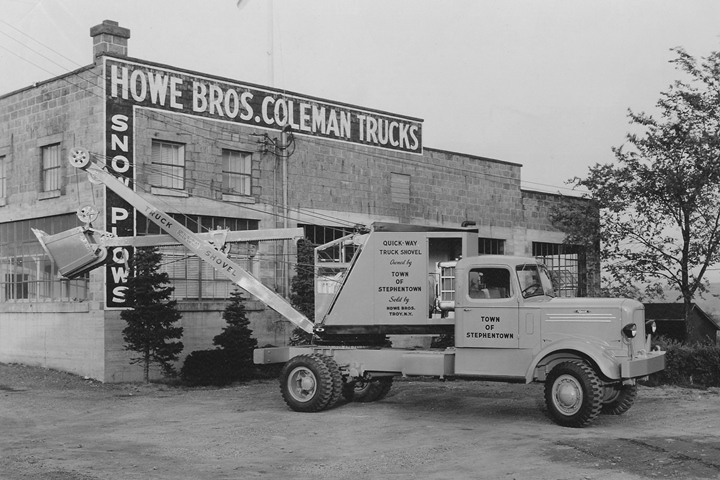 HOWE BROS. COLEMAN TRUCKS
SNOW PLOWS
TRUCK SHOVEL
QUICK-WAY
TRUCK SHOVEL
Owned by
TOWN
OF
STEPHENTOWN
Sold by
HOWE BROS.
TROY, N.Y.
TOWN
OF
STEPHENTOWN